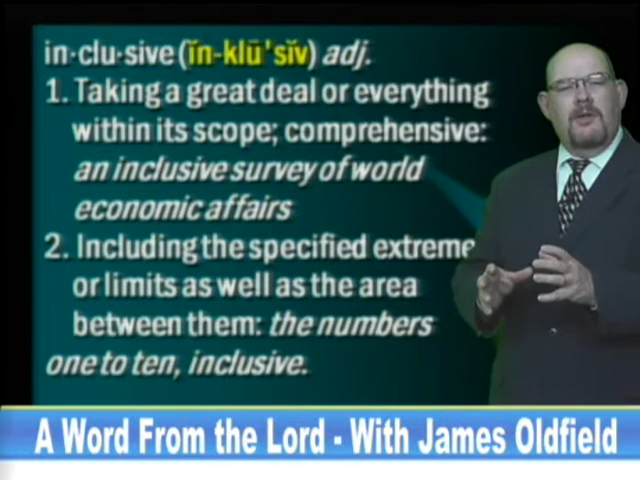 in·clu·sive (ĭn-klū'sĭv) adj.
1. Taking a great deal or everything
within its scope; comprehensive:
an inclusive survey of world
economic affairs
2. Including the specified extreme
or limits as well as the area
between them: the numbers
one to ten, inclusive.
A Word From the Lord - With James Oldfield